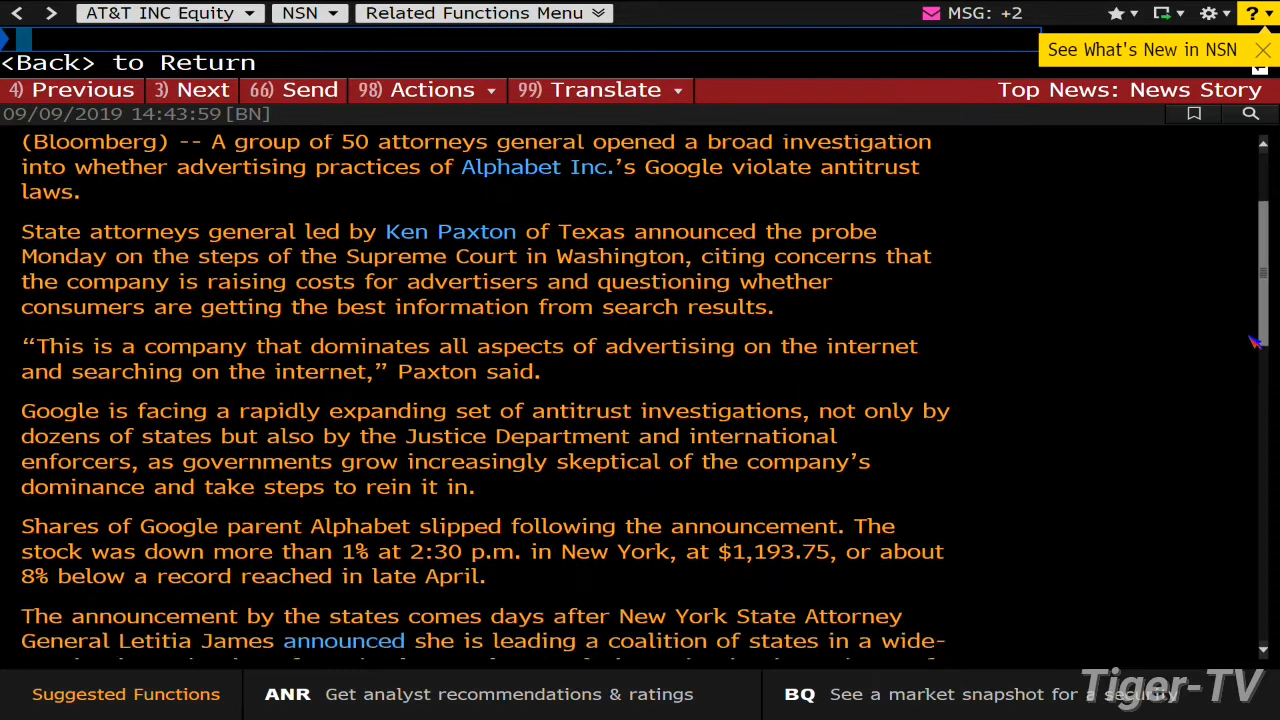 AT&T INC Equity NSN Related Functions Menu MSG: +2 ?
See What's New in NSN
<Back> to Return
4) Previous 3) Next 66) Send 98) Actions 99) Translate Top News: News Story
09/09/2019 14:43:59[BN]
(Bloomberg) -- A group of 50 attorneys general opened a broad investigation
into whether advertising practices of Alphabet Inc.’s Google violate antitrust
laws.
State attorneys general led by Ken Paxton of Texas announced the probe
Monday on the steps of the Supreme Court in Washington, citing concerns that
the company is raising costs for advertisers and questioning whether
consumers are getting the best information from search results.
“This is a company that dominates all aspects of advertising on the internet
and searching on the internet,” Paxton said.
Google is facing a rapidly expanding set of antitrust investigations, not only by
dozens of states but also by the Justice Department and international
enforcers, as governments grow increasingly skeptical of the company’s
dominance and take steps to rein it in.
Shares of Google parent Alphabet slipped following the announcement. The
stock was down more than 1% at 2:30 p.m. in New York, at $1,193.75, or about
8% below a record reached in late April.
The announcement by the states comes days after New York State Attorney
General Letitia James announced she is leading a coalition of states in a wide-
Suggested Functions ANR Get analyst recommendations & ratings BQ See a market snapshot for a security
Tiger-TV